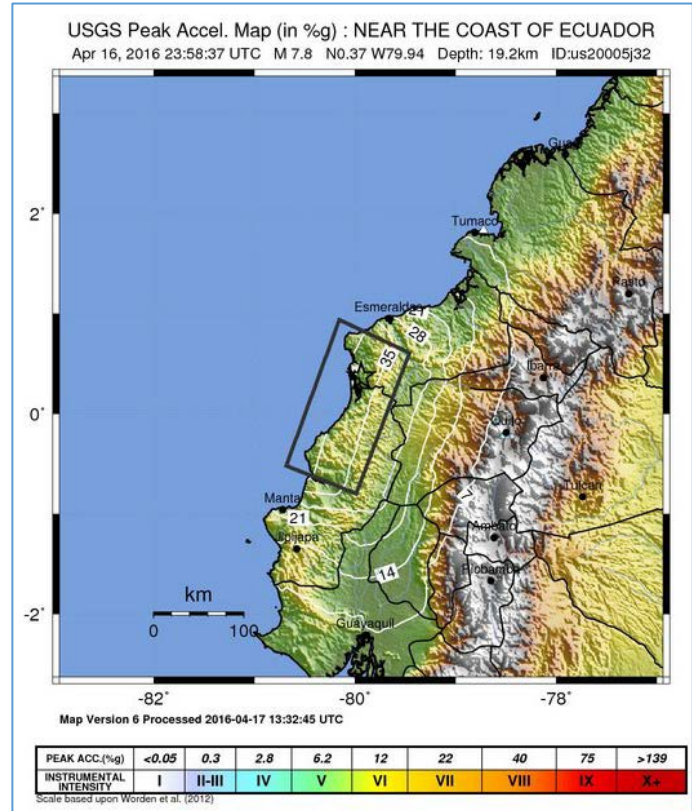 USGS Peak Accel. Map (in %g) : NEAR THE COAST OF ECUADOR
Apr 16, 2016 23:58:37 UTC M 7.8 N0.37 W79.94 Depth: 19.2km ID:us20005j32
2˚
Tumaco
Pasto
Esmeraldas
21
28
35
Ibarra
0˚
Quito
7
Manta
Tulcan
21
Jipijapa
Ambato
14
Riobamba
km
0 100
-2˚
Guayaquil
-82˚ -80˚ -78˚
Map Version 6 Processed 2016-04-17 13:32:45 UTC
PEAK ACC.(%g) <0.05 0.3 2.8 6.2 12 22 40 75 >139
INSTRUMENTAL INTENSITY I II-III IV V VI VII VIII IX X+
Scale based upon Worden et al. (2012)